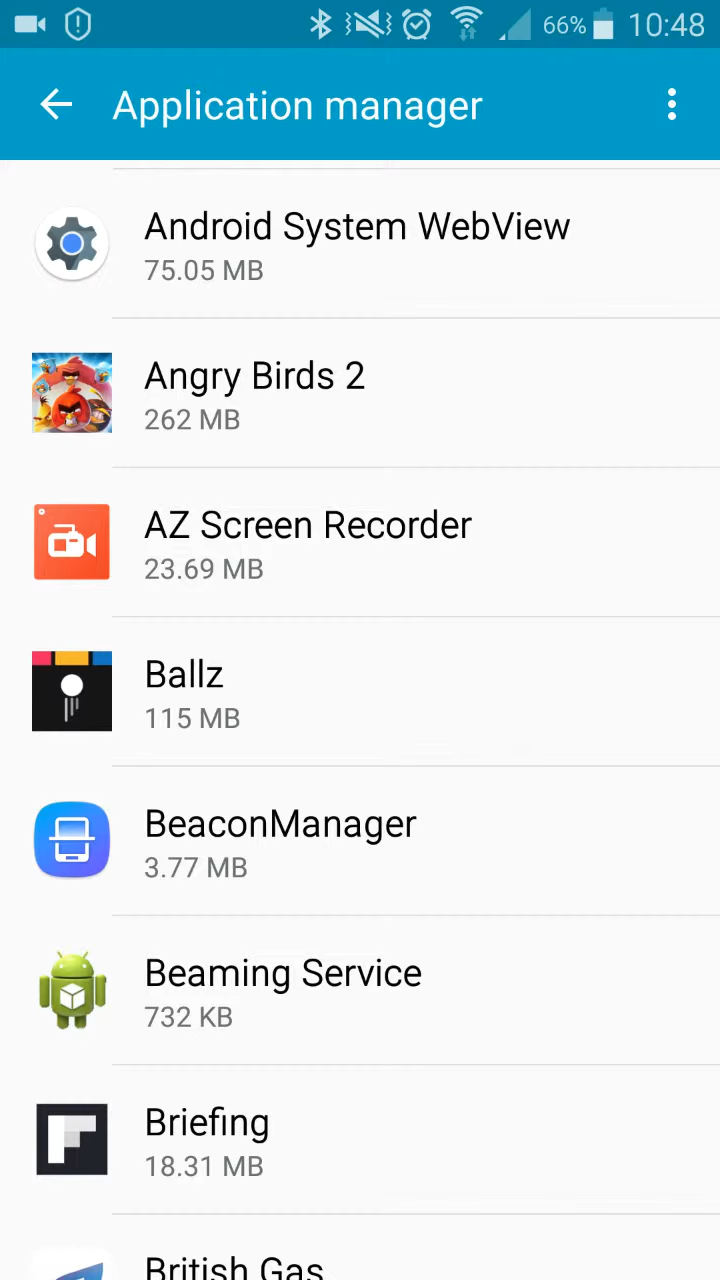 66% 10:48
Application manager
Android System WebView
75.05 MB
Angry Birds 2
262 MB
AZ Screen Recorder
23.69 MB
Ballz
115 MB
BeaconManager
3.77 MB
Beaming Service
732 KB
Briefing
18.31 MB
British Gas